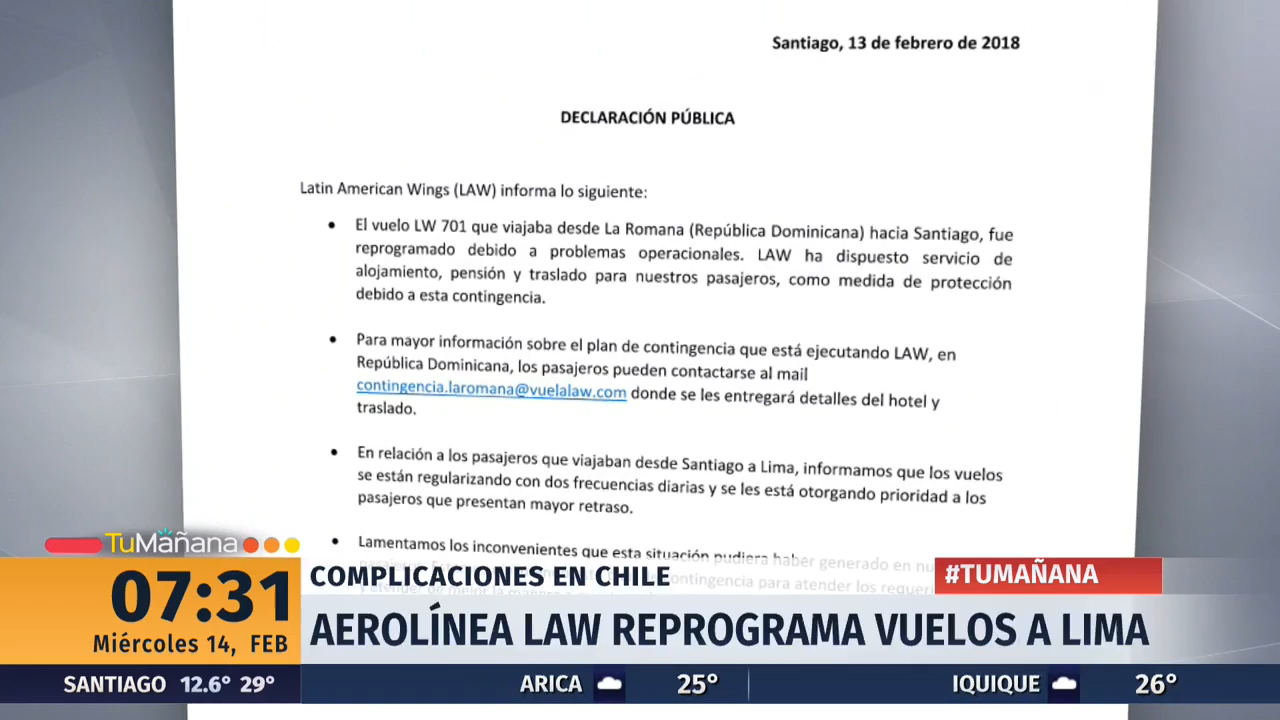 Santiago, 13 de febrero de 2018
DECLARACIÓN PÚBLICA
Latin American Wings (LAW) informa lo siguiente:
• El vuelo LW 701 que viajaba desde La Romana (República Dominicana) hacia Santiago, fue
reprogramado debido a problemas operacionales. LAW ha dispuesto servicio de
alojamiento, pensión y traslado para nuestros pasajeros, como medida de protección
debido a esta contingencia.
• Para mayor información sobre el plan de contingencia que está ejecutando LAW, en
República Dominicana, los pasajeros pueden contactarse al mail
contingencia.laromana@vuelalaw.com donde se les entregará detalles del hotel y
traslado.
• En relación a los pasajeros que viajaban desde Santiago a Lima, informamos que los vuelos
se están regularizando con dos frecuencias diarias y se les está otorgando prioridad a los
pasajeros que presentan mayor retraso.
• Lamentamos los inconvenientes que esta situación pudiera haber generado en
contingencia para atender los
TuMañana
07:31
Miércoles 14, FEB
COMPLICACIONES EN CHILE
#TUMAÑANA
AEROLÍNEA LAW REPROGRAMA VUELOS A LIMA
SANTIAGO 12.6° 29°
ARICA 25°
IQUIQUE 26°